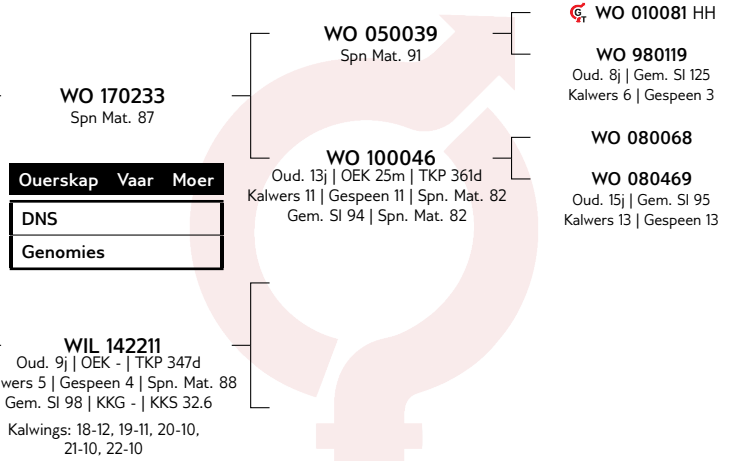 WO 170233
Spn Mat. 87
WO 050039
Spn Mat. 91
GT WO 010081 HH
WO 980119
Oud. 8j | Gem. SI 125
Kalwers 6 | Gespeen 3
WO 100046
Oud. 13j | OEK 25m | TKP 361d
Kalwers 11 | Gespeen 11 | Spn. Mat. 82
Gem. SI 94 | Spn. Mat. 82
WO 080068
WO 080469
Oud. 15j | Gem. SI 95
Kalwers 13 | Gespeen 13
Ouerskap Vaar Moer
DNS
Genomies
WIL 142211
Oud. 9j | OEK - | TKP 347d
wers 5 | Gespeen 4 | Spn. Mat. 88
Gem. SI 98 | KKG - | KKS 32.6
Kalwings: 18-12, 19-11, 20-10,
21-10, 22-10